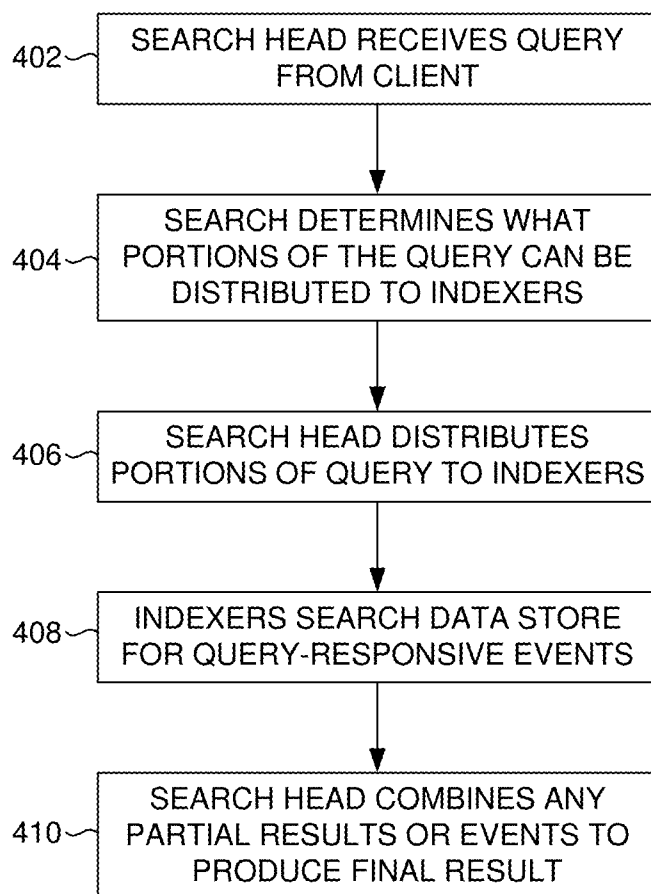 402
SEARCH HEAD RECEIVES QUERY
FROM CLIENT
404
SEARCH DETERMINES WHAT
PORTIONS OF THE QUERY CAN BE
DISTRIBUTED TO INDEXERS
406
SEARCH HEAD DISTRIBUTES
PORTIONS OF QUERY TO INDEXERS
408
INDEXERS SEARCH DATA STORE
FOR QUERY-RESPONSIVE EVENTS
410
SEARCH HEAD COMBINES ANY
PARTIAL RESULTS OR EVENTS TO
PRODUCE FINAL RESULT